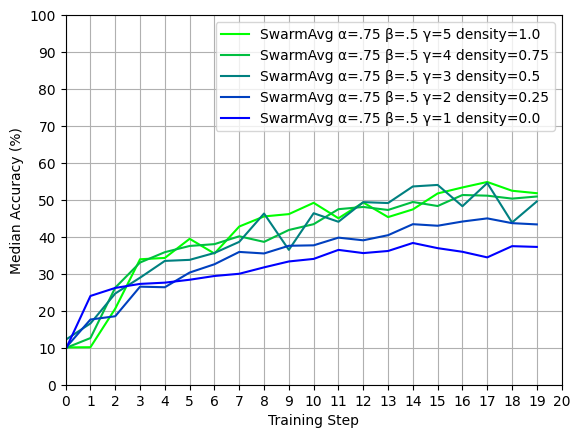 SwarmAvg α=.75 β=.5 γ=5 density=1.0
SwarmAvg α=.75 β=.5 γ=4 density=0.75
SwarmAvg α=.75 β=.5 γ=3 density=0.5
SwarmAvg α=.75 β=.5 γ=2 density=0.25
SwarmAvg α=.75 β=.5 γ=1 density=0.0
Median Accuracy (%)
100
90
80
70
60
50
40
30
20
10
0
0 1 2 3 4 5 6 7 8 9 10 11 12 13 14 15 16 17 18 19 20
Training Step